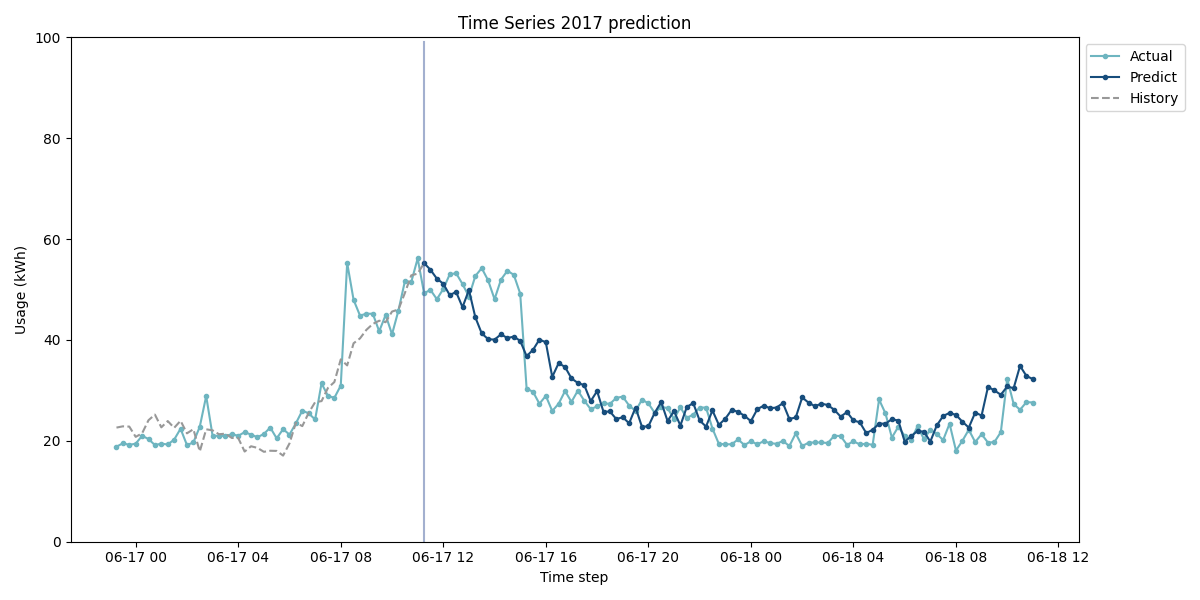 Time Series 2017 prediction
Usage (kWh)
100
80
60
40
20
0
06-17 00
06-17 04
06-17 08
06-17 12
06-17 16
06-17 20
06-18 00
06-18 04
06-18 08
06-18 12
Time step
Actual
Predict
History